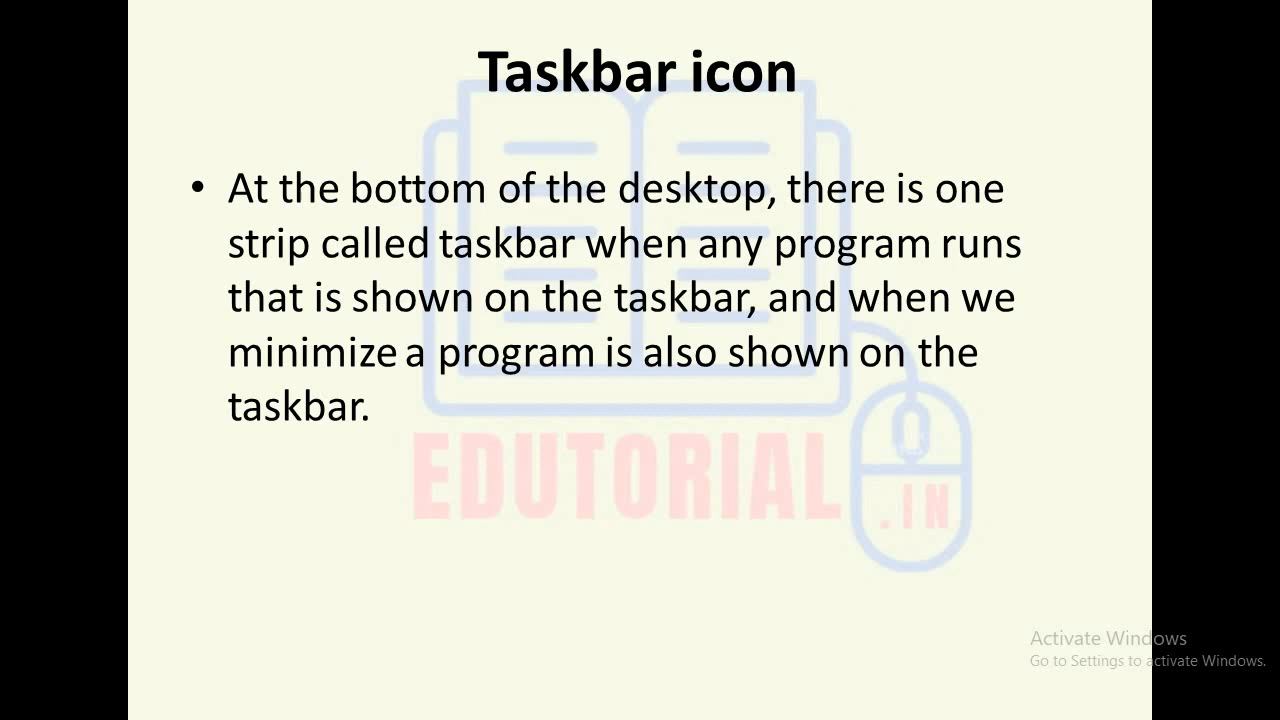 Taskbar icon
• At the bottom of the desktop, there is one
strip called taskbar when any program runs
that is shown on the taskbar, and when we
minimize a program is also shown on the
taskbar.
EDUTORIAL
.IN
Activate Windows
Go to Settings to activate Windows.